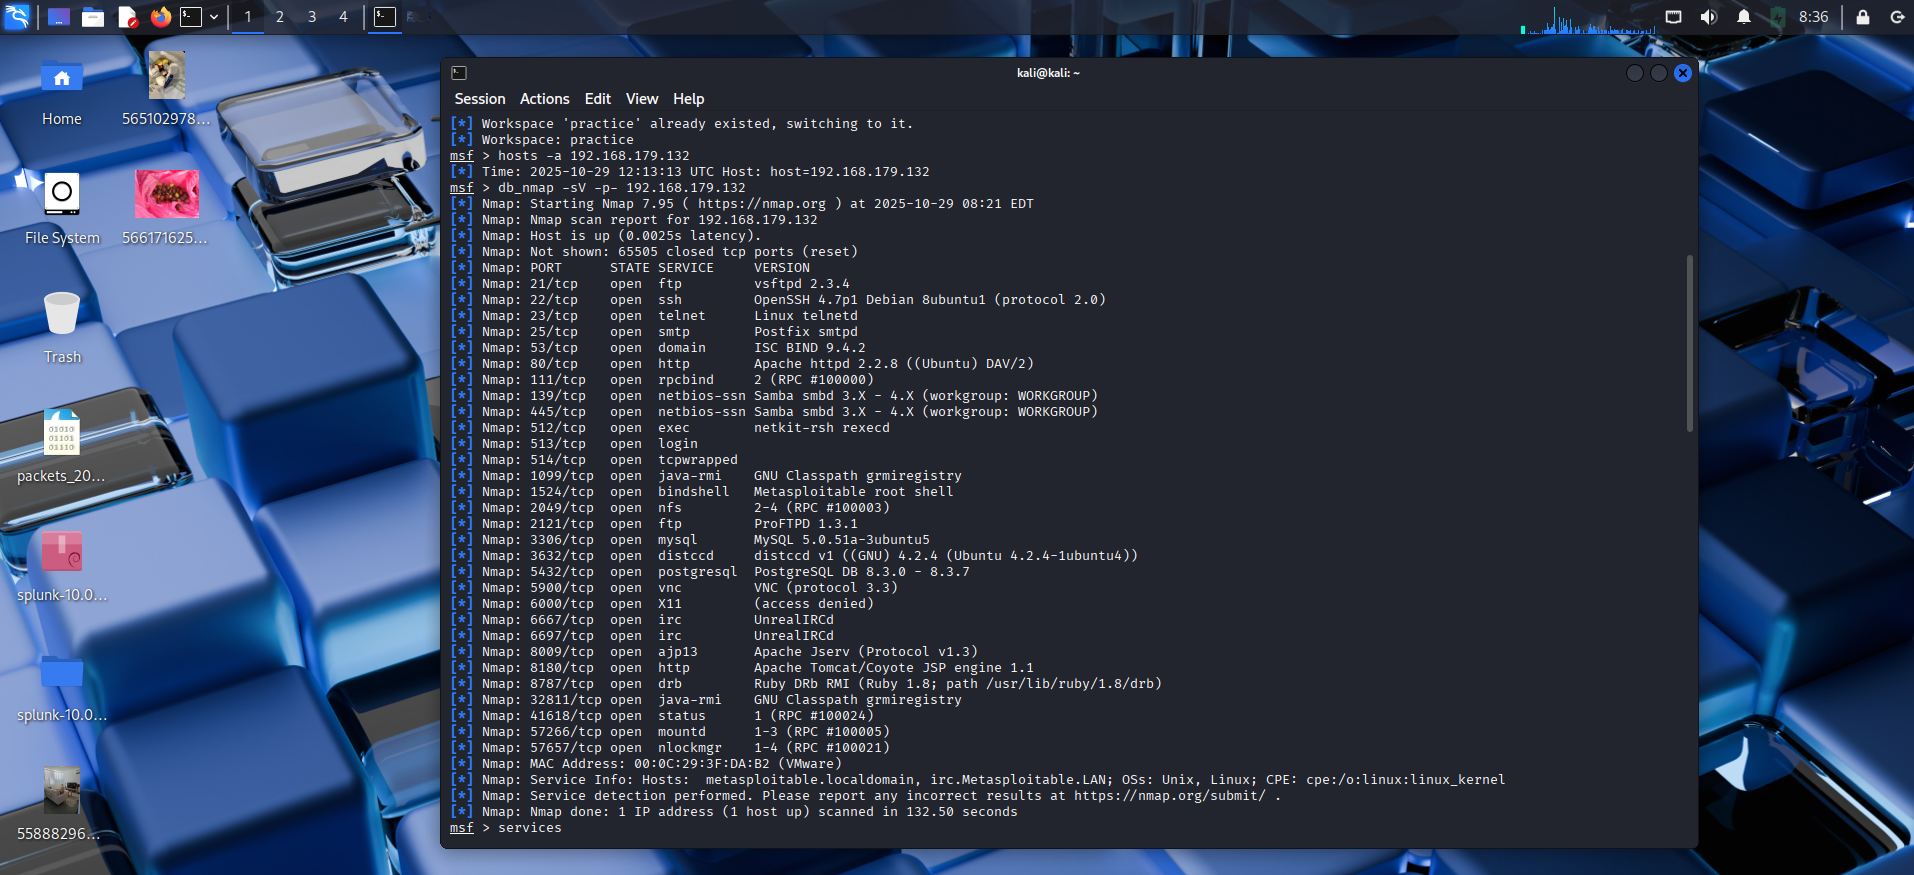 1 2 3 4
8:36
Home
565102978...
File System
566171625...
Trash
01010
01101
01110
packets_20...
splunk-10.0...
splunk-10.0...
55888296...
kali@kali: ~
Session Actions Edit View Help
[*] Workspace 'practice' already existed, switching to it.
[*] Workspace: practice
msf > hosts -a 192.168.179.132
[*] Time: 2025-10-29 12:13:13 UTC Host: host=192.168.179.132
msf > db_nmap -sV -p- 192.168.179.132
[*] Nmap: Starting Nmap 7.95 ( https://nmap.org ) at 2025-10-29 08:21 EDT
[*] Nmap: Nmap scan report for 192.168.179.132
[*] Nmap: Host is up (0.0025s latency).
[*] Nmap: Not shown: 65505 closed tcp ports (reset)
[*] Nmap: PORT STATE SERVICE VERSION
[*] Nmap: 21/tcp open ftp vsftpd 2.3.4
[*] Nmap: 22/tcp open ssh OpenSSH 4.7p1 Debian 8ubuntu1 (protocol 2.0)
[*] Nmap: 23/tcp open telnet Linux telnetd
[*] Nmap: 25/tcp open smtp Postfix smtpd
[*] Nmap: 53/tcp open domain ISC BIND 9.4.2
[*] Nmap: 80/tcp open http Apache httpd 2.2.8 ((Ubuntu) DAV/2)
[*] Nmap: 111/tcp open rpcbind 2 (RPC #100000)
[*] Nmap: 139/tcp open netbios-ssn Samba smbd 3.X - 4.X (workgroup: WORKGROUP)
[*] Nmap: 445/tcp open netbios-ssn Samba smbd 3.X - 4.X (workgroup: WORKGROUP)
[*] Nmap: 512/tcp open exec netkit-rsh rexecd
[*] Nmap: 513/tcp open login
[*] Nmap: 514/tcp open tcpwrapped
[*] Nmap: 1099/tcp open java-rmi GNU Classpath grmiregistry
[*] Nmap: 1524/tcp open bindshell Metasploitable root shell
[*] Nmap: 2049/tcp open nfs 2-4 (RPC #100003)
[*] Nmap: 2121/tcp open ftp ProFTPD 1.3.1
[*] Nmap: 3306/tcp open mysql MySQL 5.0.51a-3ubuntu5
[*] Nmap: 3632/tcp open distccd distccd v1 ((GNU) 4.2.4 (Ubuntu 4.2.4-1ubuntu4))
[*] Nmap: 5432/tcp open postgresql PostgreSQL DB 8.3.0 - 8.3.7
[*] Nmap: 5900/tcp open vnc VNC (protocol 3.3)
[*] Nmap: 6000/tcp open X11 (access denied)
[*] Nmap: 6667/tcp open irc UnrealIRCd
[*] Nmap: 6697/tcp open irc UnrealIRCd
[*] Nmap: 8009/tcp open ajp13 Apache Jserv (Protocol v1.3)
[*] Nmap: 8180/tcp open http Apache Tomcat/Coyote JSP engine 1.1
[*] Nmap: 8787/tcp open drb Ruby DRb RMI (Ruby 1.8; path /usr/lib/ruby/1.8/drb)
[*] Nmap: 32811/tcp open java-rmi GNU Classpath grmiregistry
[*] Nmap: 41618/tcp open status 1 (RPC #100024)
[*] Nmap: 57266/tcp open mountd 1-3 (RPC #100005)
[*] Nmap: 57657/tcp open nlockmgr 1-4 (RPC #100021)
[*] Nmap: MAC Address: 00:0C:29:3F:DA:B2 (VMware)
[*] Nmap: Service Info: Hosts:  metasploitable.localdomain, irc.Metasploitable.LAN; OSs: Unix, Linux; CPE: cpe:/o:linux:linux_kernel
[*] Nmap: Service detection performed. Please report any incorrect results at https://nmap.org/submit/ .
[*] Nmap: Nmap done: 1 IP address (1 host up) scanned in 132.50 seconds
msf > services